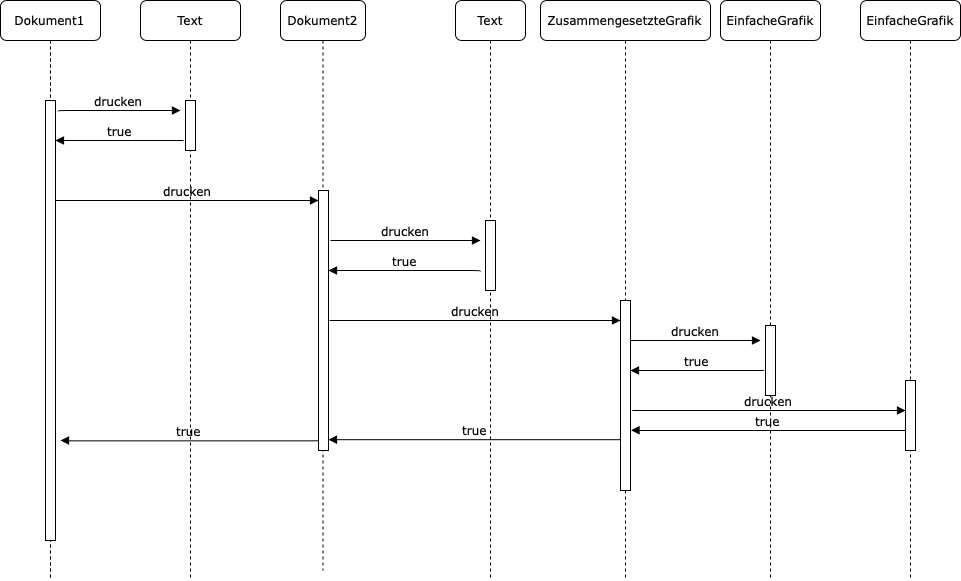 Dokument1
Text
Dokument2
Text
ZusammengesetzteGrafik
EinfacheGrafik
EinfacheGrafik
drucken
true
drucken
drucken
true
drucken
drucken
true
drucken
true
true
true